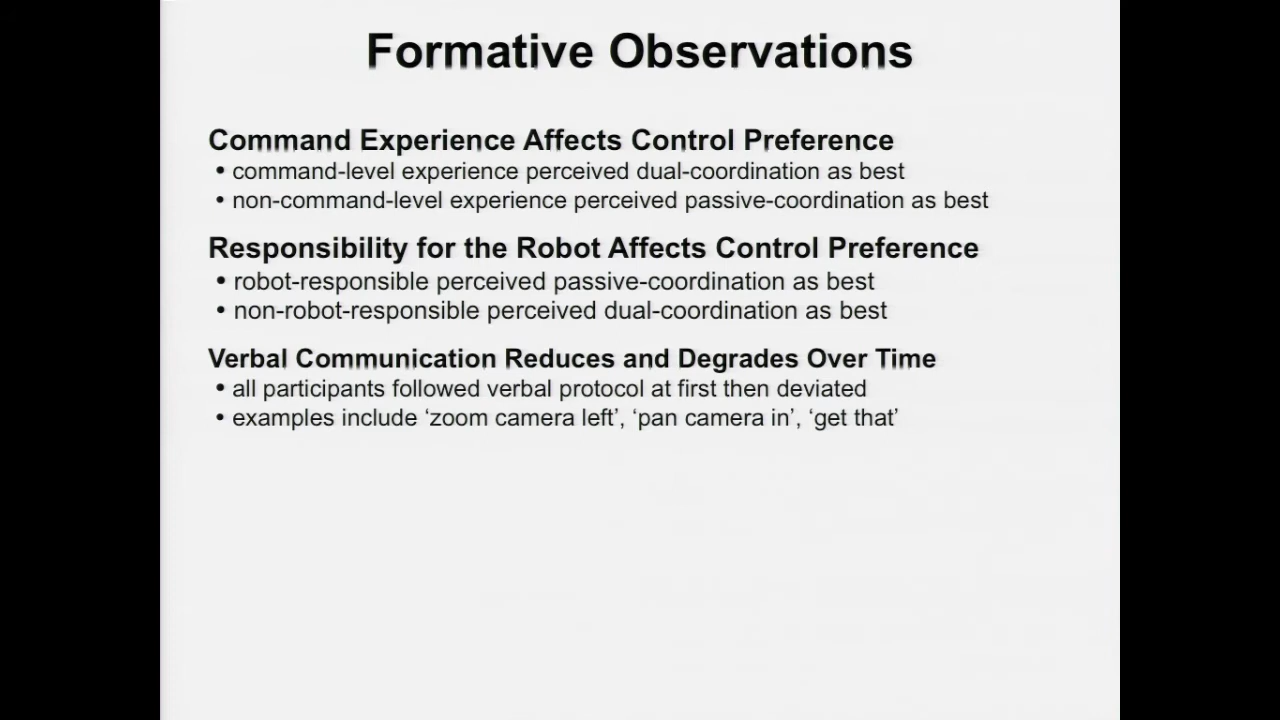 Formative Observations
Command Experience Affects Control Preference
• command-level experience perceived dual-coordination as best
• non-command-level experience perceived passive-coordination as best
Responsibility for the Robot Affects Control Preference
• robot-responsible perceived passive-coordination as best
• non-robot-responsible perceived dual-coordination as best
Verbal Communication Reduces and Degrades Over Time
• all participants followed verbal protocol at first then deviated
• examples include ‘zoom camera left’, ‘pan camera in’, ‘get that’